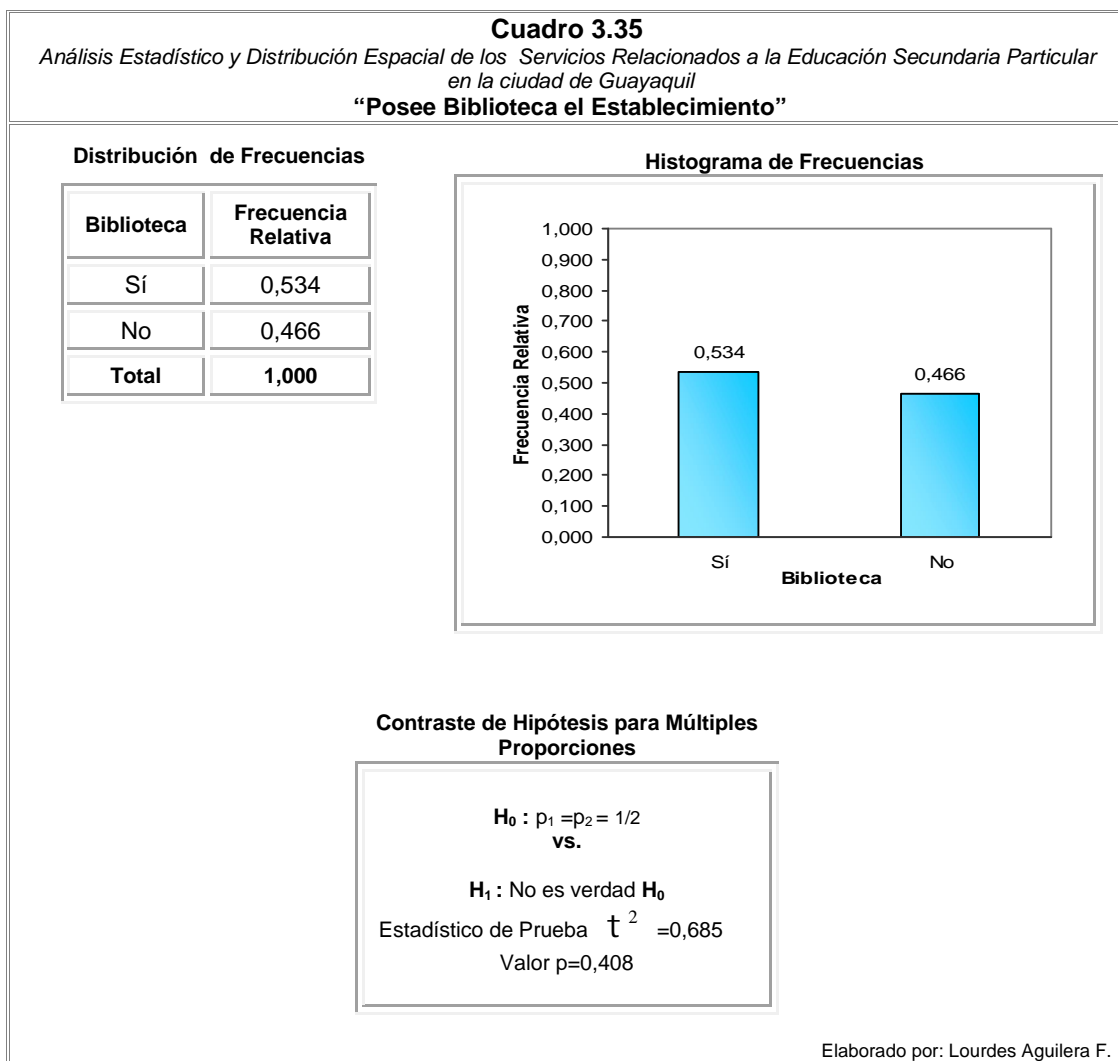 Cuadro 3.35
Análisis Estadístico y Distribución Espacial de los Servicios Relacionados a la Educación Secundaria Particular
en la ciudad de Guayaquil
“Posee Biblioteca el Establecimiento”
Distribución de Frecuencias
Biblioteca Frecuencia Relativa
Sí 0,534
No 0,466
Total 1,000
Histograma de Frecuencias
Frecuencia Relativa
1,000
0,900
0,800
0,700
0,600
0,500
0,400
0,300
0,200
0,100
0,000
0,534
0,466
Sí No
Biblioteca
Contraste de Hipótesis para Múltiples
Proporciones
H₀ : p₁ =p₂ = 1/2
vs.
H₁ : No es verdad H₀
Estadístico de Prueba t ² =0,685
Valor p=0,408
Elaborado por: Lourdes Aguilera F.